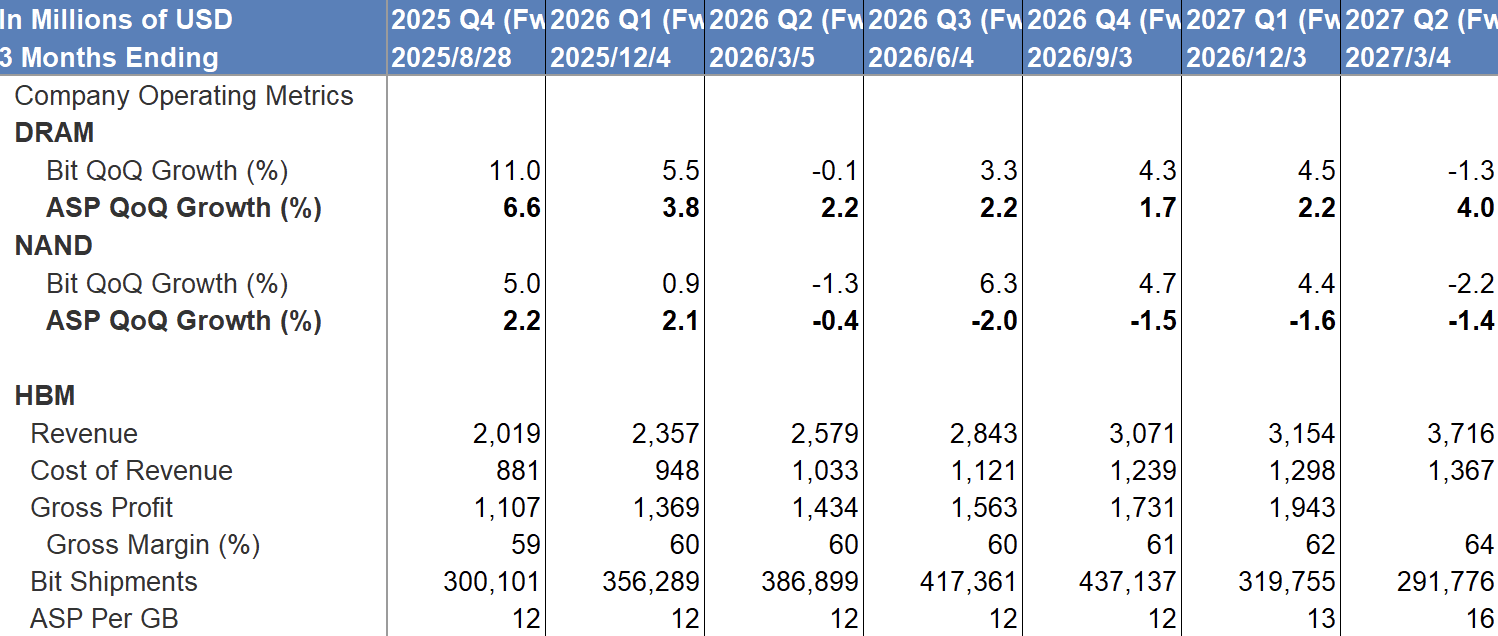 In Millions of USD 2025 Q4 (Fw 2026 Q1 (Fw 2026 Q2 (Fw 2026 Q3 (Fw 2026 Q4 (Fw 2027 Q1 (Fw 2027 Q2 (Fw
3 Months Ending 2025/8/28 2025/12/4 2026/3/5 2026/6/4 2026/9/3 2026/12/3 2027/3/4
Company Operating Metrics
DRAM
Bit QoQ Growth (%) 11.0 5.5 -0.1 3.3 4.3 4.5 -1.3
ASP QoQ Growth (%) 6.6 3.8 2.2 2.2 1.7 2.2 4.0
NAND
Bit QoQ Growth (%) 5.0 0.9 -1.3 6.3 4.7 4.4 -2.2
ASP QoQ Growth (%) 2.2 2.1 -0.4 -2.0 -1.5 -1.6 -1.4
HBM
Revenue 2,019 2,357 2,579 2,843 3,071 3,154 3,716
Cost of Revenue 881 948 1,033 1,121 1,239 1,298 1,367
Gross Profit 1,107 1,369 1,434 1,563 1,731 1,943
Gross Margin (%) 59 60 60 60 61 62 64
Bit Shipments 300,101 356,289 386,899 417,361 437,137 319,755 291,776
ASP Per GB 12 12 12 12 12 13 16